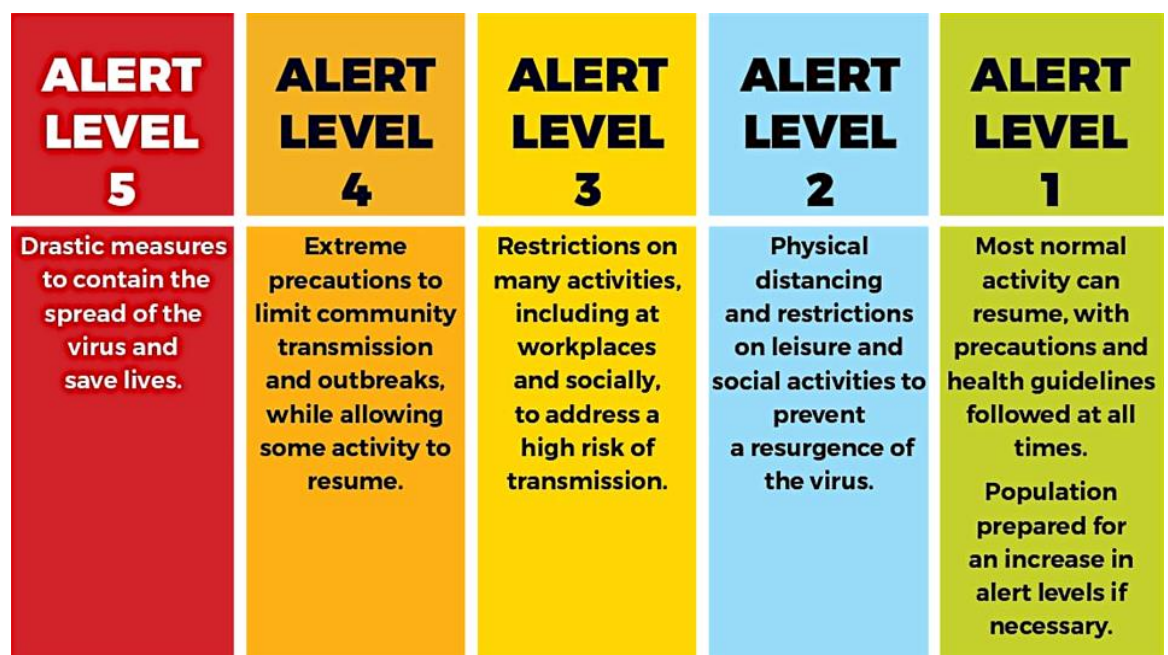 ALERT
LEVEL
5
Drastic measures
to contain the
spread of the
virus and
save lives.
ALERT
LEVEL
4
Extreme
precautions to
limit community
transmission
and outbreaks,
while allowing
some activity to
resume.
ALERT
LEVEL
3
Restrictions on
many activities,
including at
workplaces
and socially,
to address a
high risk of
transmission.
ALERT
LEVEL
2
Physical
distancing
and restrictions
on leisure and
social activities to
prevent
a resurgence of
the virus.
ALERT
LEVEL
1
Most normal
activity can
resume, with
precautions and
health guidelines
followed at all
times.
Population
prepared for
an increase in
alert levels if
necessary.